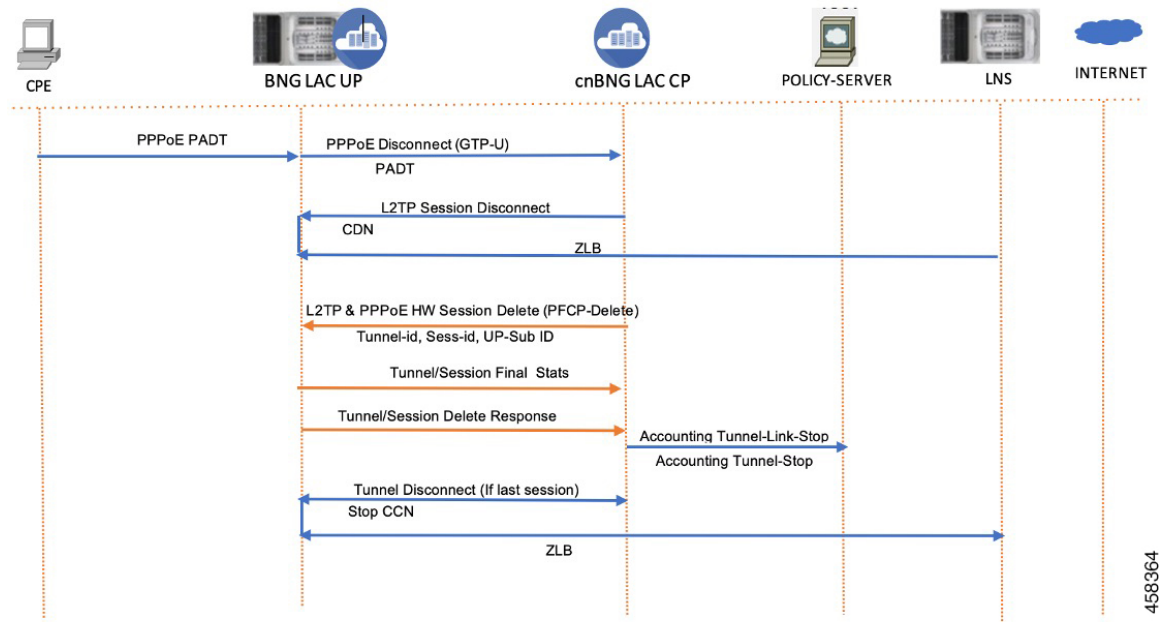 CPE
BNG LAC UP
cnBNG LAC CP
POLICY-SERVER
LNS
INTERNET
PPPoE PADT
PPPoE Disconnect (GTP-U)
PADT
L2TP Session Disconnect
CDN
ZLB
L2TP & PPPoE HW Session Delete (PFCP-Delete)
Tunnel-id, Sess-id, UP-Sub ID
Tunnel/Session Final Stats
Tunnel/Session Delete Response
Accounting Tunnel-Link-Stop
Accounting Tunnel-Stop
Tunnel Disconnect (If last session)
Stop CCN
ZLB
458364